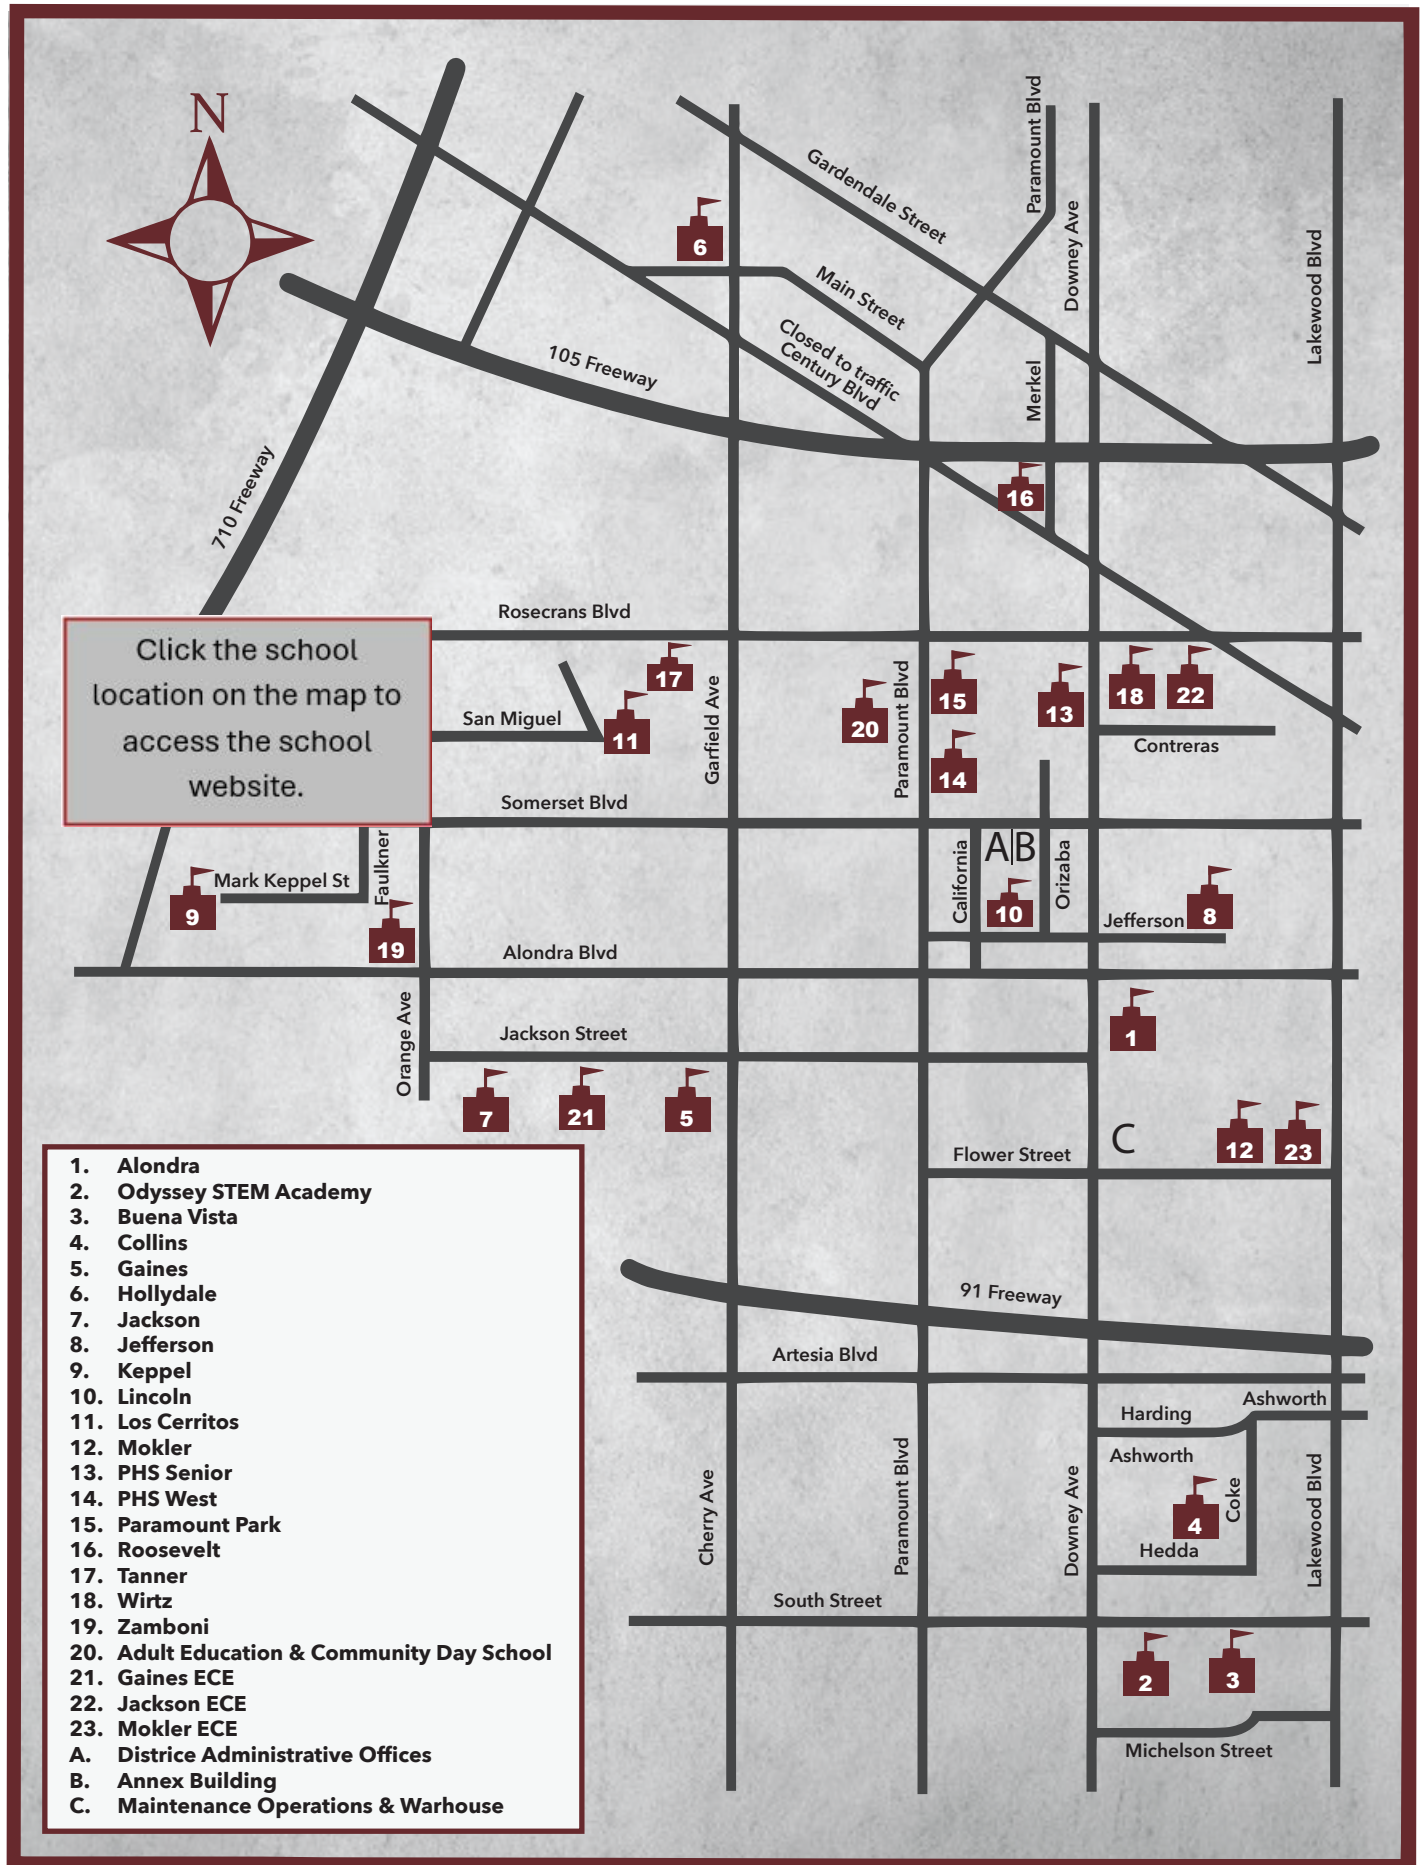 N
Paramount Blvd
Gardendale Street
6
Downey Ave
Lakewood Blvd
Main Street
Closed to traffic
Century Blvd
105 Freeway
Merkel
710 Freeway
16
Rosecrans Blvd
Click the school
location on the map to
access the school
website.
17
San Miguel
11
Garfield Ave
20
Paramount Blvd
15
13
18
22
14
Contreras
Somerset Blvd
Mark Keppel St
9
Faulkner
19
California
A|B
10
Orizaba
Jefferson
8
Alondra Blvd
Orange Ave
Jackson Street
1
7
21
5
Flower Street
C
12
23
1. Alondra
2. Odyssey STEM Academy
3. Buena Vista
4. Collins
5. Gaines
6. Hollydale
7. Jackson
8. Jefferson
9. Keppel
10. Lincoln
11. Los Cerritos
12. Mokler
13. PHS Senior
14. PHS West
15. Paramount Park
16. Roosevelt
17. Tanner
18. Wirtz
19. Zamboni
20. Adult Education & Community Day School
21. Gaines ECE
22. Jackson ECE
23. Mokler ECE
A. Districe Administrative Offices
B. Annex Building
C. Maintenance Operations & Warhouse
91 Freeway
Artesia Blvd
Harding
Ashworth
Ashworth
Cherry Ave
Paramount Blvd
Downey Ave
4
Coke
Lakewood Blvd
Hedda
South Street
2
3
Michelson Street